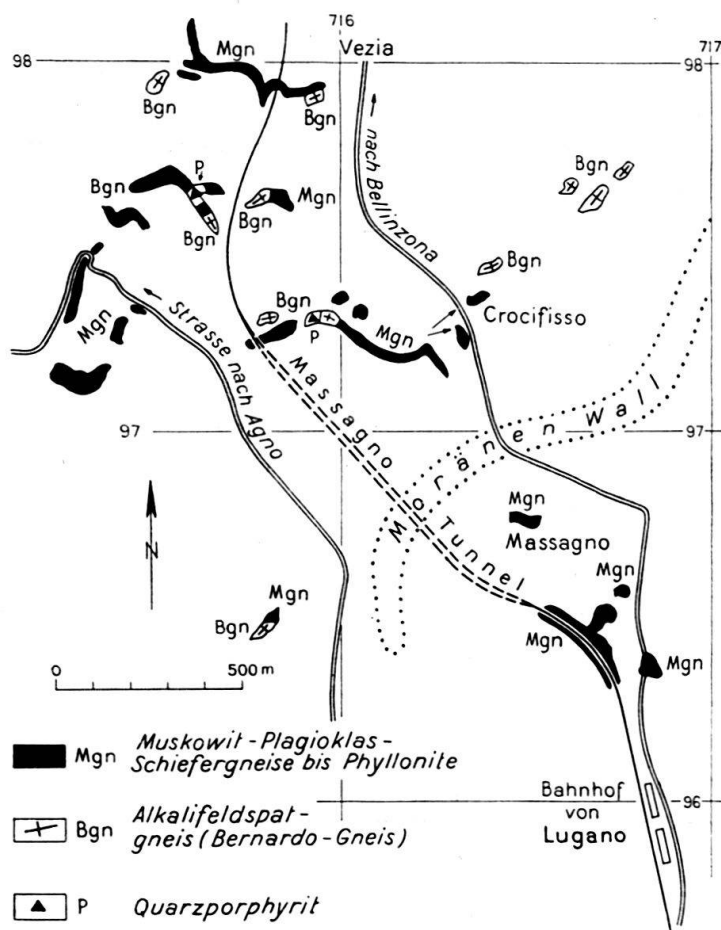 716
717
98
Mgn
Vezia
98
Bgn
Bgn
nach Bellinzona
P
Bgn
Bgn
Mgn
Bgn
Bgn
Mgn
Strasse nach Agno
Bgn
P
Mgn
Crocifisso
Massagno Tunnel
Moränen Wall
97
97
N
Mgn
Massagno
Mgn
Mgn
Bgn
Mgn
Mgn
0 500 m
Mgn Muskowit-Plagioklas-
Schiefergneise bis Phyllonite
Bahnhof
von
Lugano
96
Bgn Alkalifeldspat-
gneis (Bernardo-Gneis)
P Quarzporphyrit